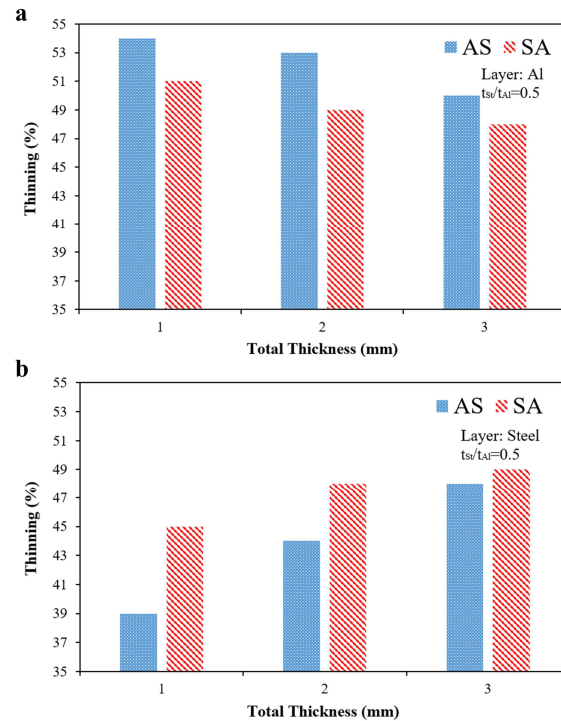 a
55
53
51
49
47
45
43
41
39
37
35
Thinning (%)
AS SA
Layer: Al
tSt/tAl=0.5
1 2 3
Total Thickness (mm)
b
55
53
51
49
47
45
43
41
39
37
35
Thinning (%)
AS SA
Layer: Steel
tSt/tAl=0.5
1 2 3
Total Thickness (mm)